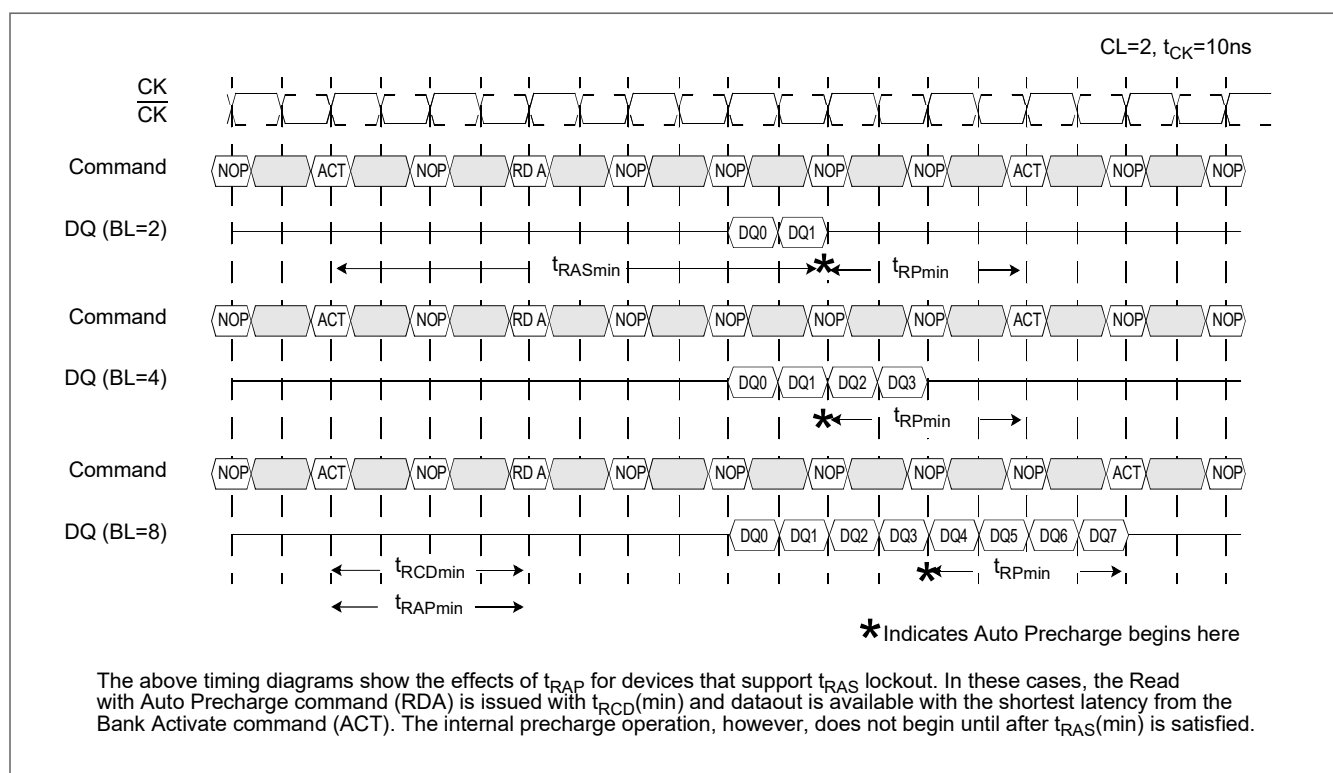 CL=2, tCK=10ns
CK
CK
Command NOP ACT NOP RD A NOP NOP NOP NOP ACT NOP NOP
DQ (BL=2) DQ0 DQ1
tRASmin * tRPmin
Command NOP ACT NOP RD A NOP NOP NOP NOP ACT NOP NOP
DQ (BL=4) DQ0 DQ1 DQ2 DQ3
* tRPmin
Command NOP ACT NOP RD A NOP NOP NOP NOP NOP ACT NOP
DQ (BL=8) DQ0 DQ1 DQ2 DQ3 DQ4 DQ5 DQ6 DQ7
tRCDmin * tRPmin
tRAPmin
* Indicates Auto Precharge begins here
The above timing diagrams show the effects of tRAP for devices that support tRAS lockout. In these cases, the Read
with Auto Precharge command (RDA) is issued with tRCD(min) and dataout is available with the shortest latency from the
Bank Activate command (ACT). The internal precharge operation, however, does not begin until after tRAS(min) is satisfied.